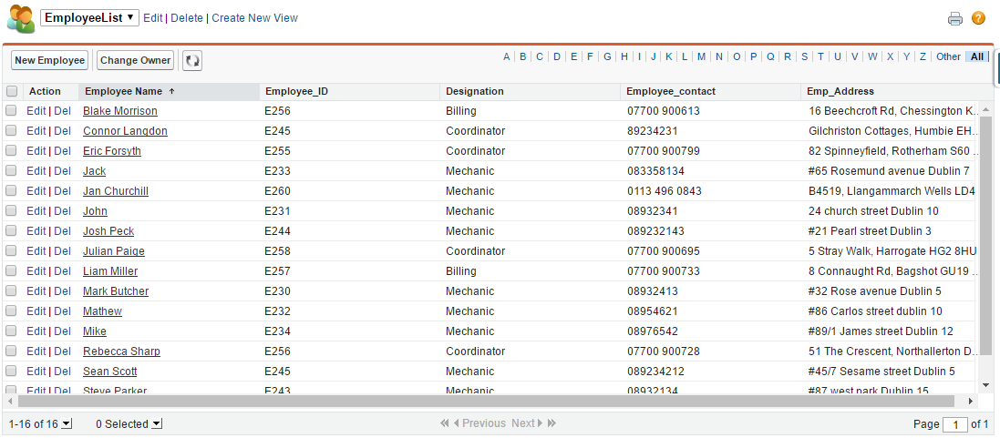 EmployeeList Edit | Delete | Create New View
New Employee Change Owner A B C D E F G H I J K L M N O P Q R S T U V W X Y Z Other All
Action Employee Name Employee_ID Designation Employee_contact Emp_Address
Edit | Del Blake Morrison E256 Billing 07700 900613 16 Beechcroft Rd, Chessington K...
Edit | Del Connor Langdon E245 Coordinator 89234231 Gilchriston Cottages, Humbie EH...
Edit | Del Eric Forsyth E255 Coordinator 07700 900799 82 Spinneyfield, Rotherham S60 ...
Edit | Del Jack E233 Mechanic 083358134 #65 Rosemund avenue Dublin 7
Edit | Del Jan Churchill E260 Mechanic 0113 496 0843 B4519, Llangammarch Wells LD4
Edit | Del John E231 Mechanic 08932341 24 church street Dublin 10
Edit | Del Josh Peck E244 Mechanic 089232143 #21 Pearl street Dublin 3
Edit | Del Julian Paige E258 Coordinator 07700 900695 5 Stray Walk, Harrogate HG2 8HU
Edit | Del Liam Miller E257 Billing 07700 900733 8 Connaught Rd, Bagshot GU19 ...
Edit | Del Mark Butcher E230 Mechanic 08932413 #32 Rose avenue Dublin 5
Edit | Del Mathew E232 Mechanic 08954621 #86 Carlos street dublin 10
Edit | Del Mike E234 Mechanic 08976542 #89/1 James street Dublin 12
Edit | Del Rebecca Sharp E256 Coordinator 07700 900728 51 The Crescent, Northallerton D...
Edit | Del Sean Scott E245 Mechanic 089234212 #45/7 Sesame street Dublin 5
Edit | Del Steve Parker E243 Mechanic 08932134 #87 west park Dublin 15
1-16 of 16 0 Selected Previous Next Page 1 of 1